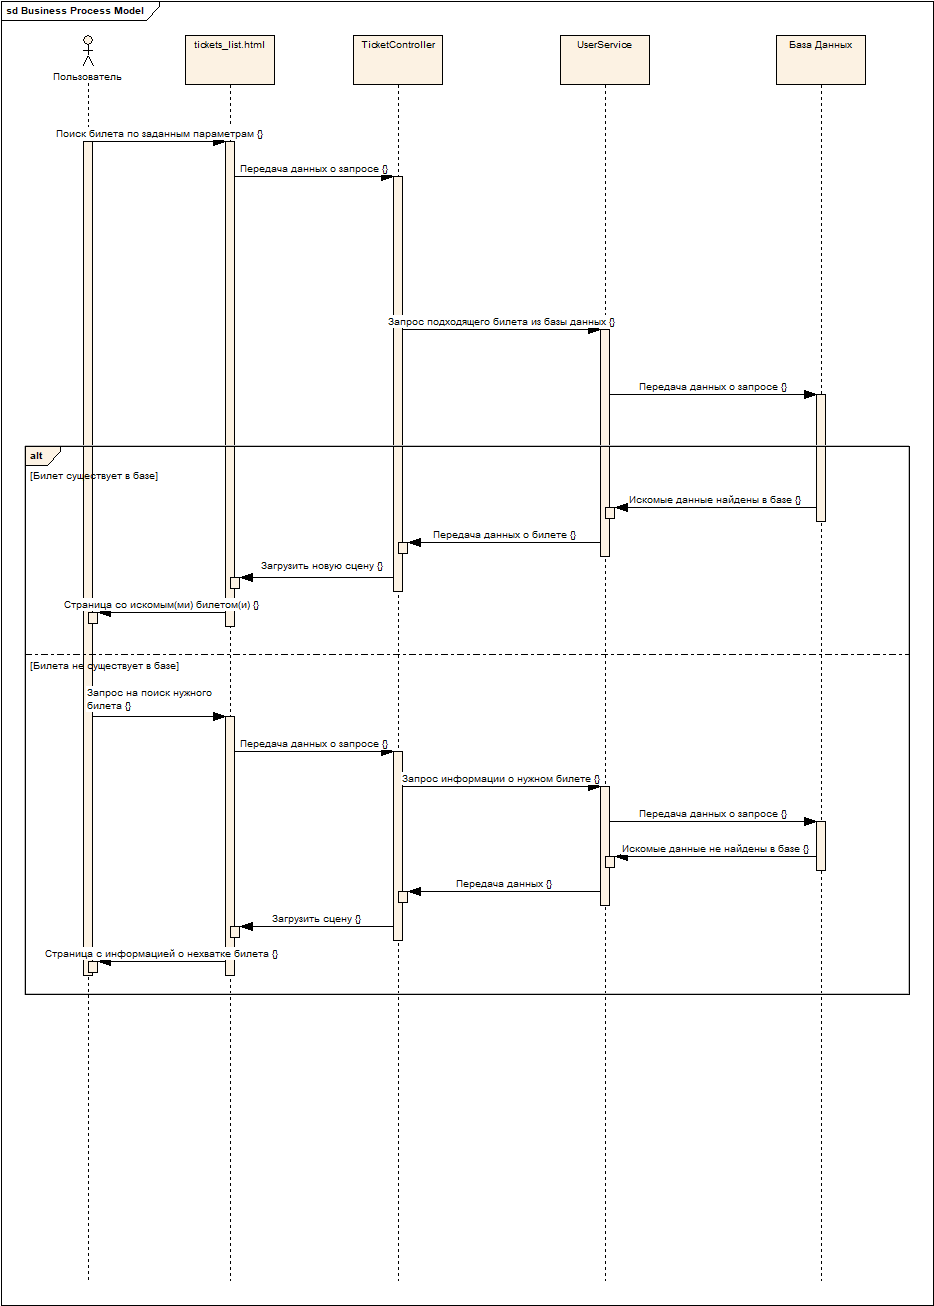 sd Business Process Model
Пользователь
tickets_list.html
TicketController
UserService
База Данных
Поиск билета по заданным параметрам {}
Передача данных о запросе {}
Запрос подходящего билета из базы данных {}
Передача данных о запросе {}
alt
[Билет существует в базе]
Искомые данные найдены в базе {}
Передача данных о билете {}
Загрузить новую сцену {}
Страница со искомым(ми) билетом(и) {}
[Билета не существует в базе]
Запрос на поиск нужного
билета {}
Передача данных о запросе {}
Запрос информации о нужном билете {}
Передача данных о запросе {}
Искомые данные не найдены в базе {}
Передача данных {}
Загрузить сцену {}
Страница с информацией о нехватке билета {}